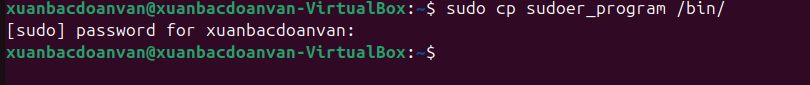 xuanbacdoanvan@xuanbacdoanvan-VirtualBox:~$ sudo cp sudoer_program /bin/
[sudo] password for xuanbacdoanvan:
xuanbacdoanvan@xuanbacdoanvan-VirtualBox:~$